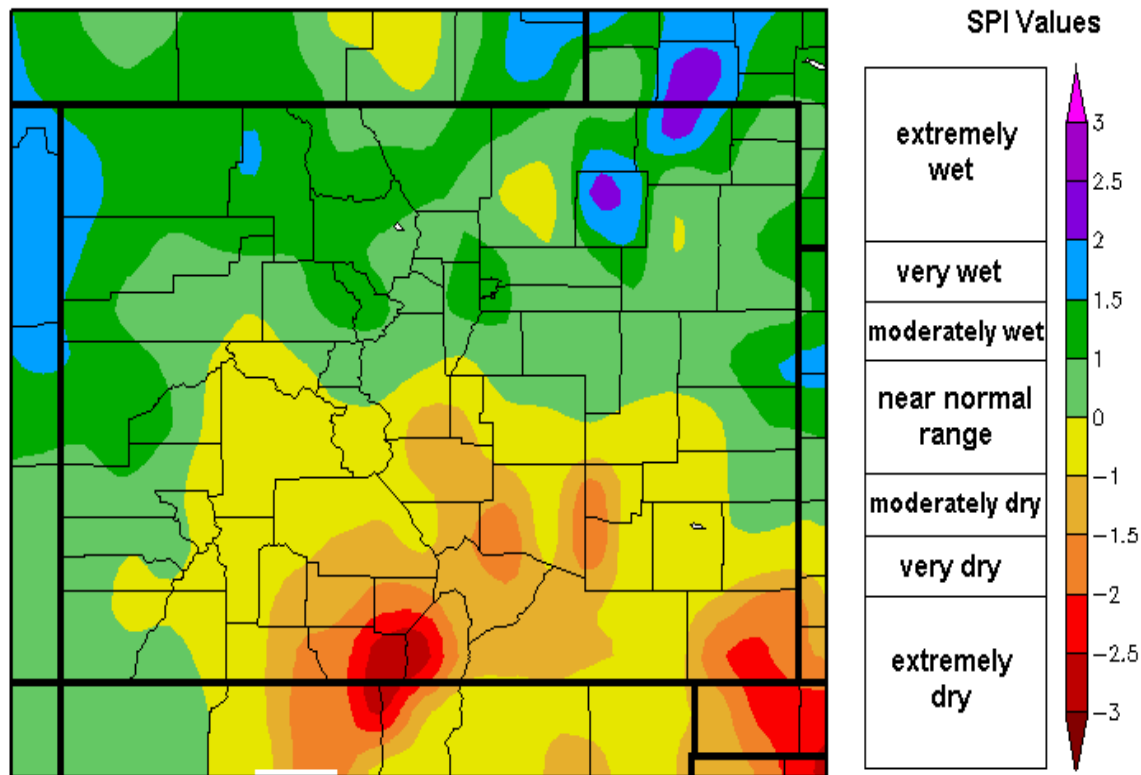 SPI Values
extremely
wet
very wet
moderately wet
near normal
range
moderately dry
very dry
extremely
dry
3
2.5
2
1.5
1
0
−1
−1.5
−2
−2.5
−3